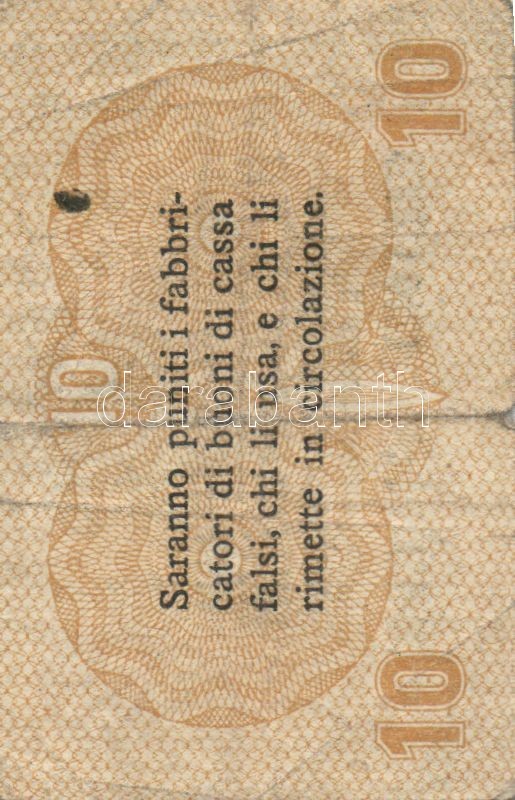 10
Saranno puniti i fabbri-
catori di buoni di cassa
falsi, chi li usa, e chi li
rimette in circolazione.
10
10
darabanth